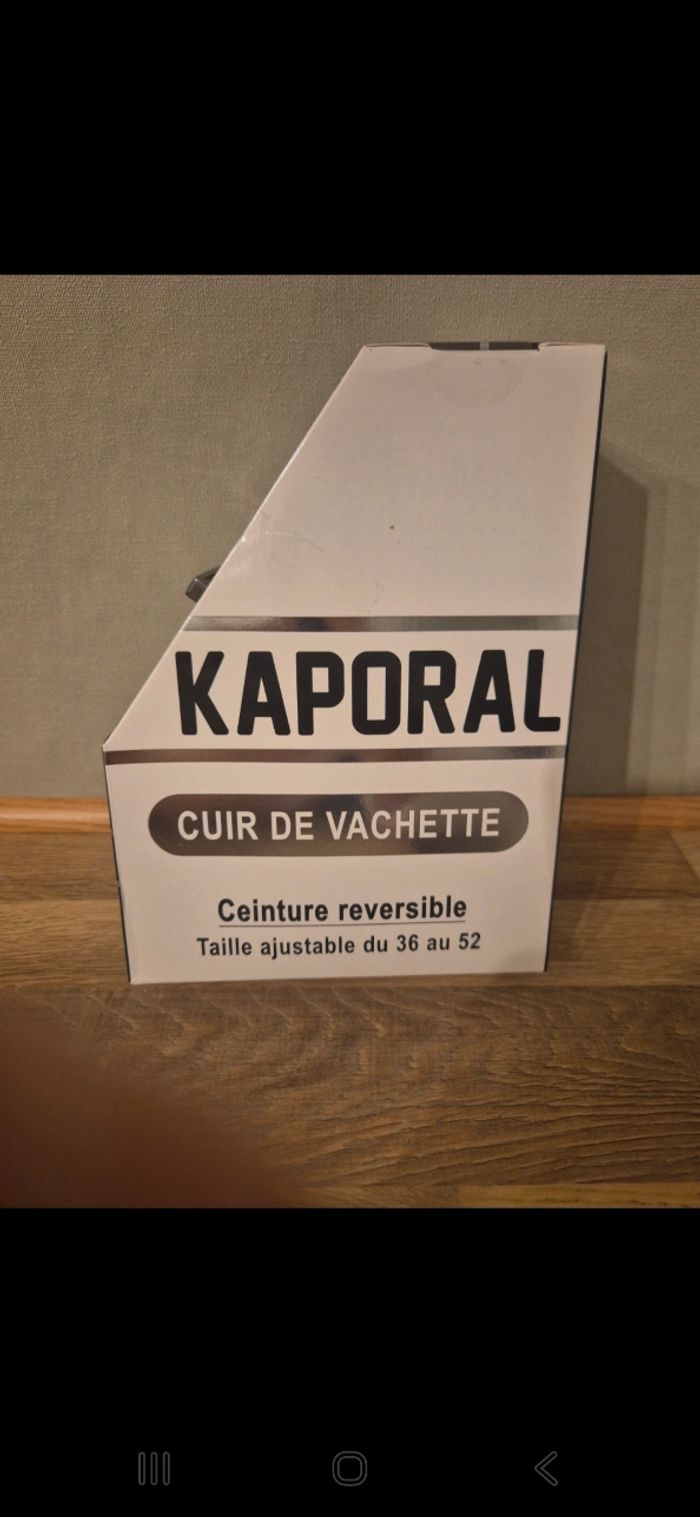 KAPORAL
CUIR DE VACHETTE
Ceinture reversible
Taille ajustable du 36 au 52